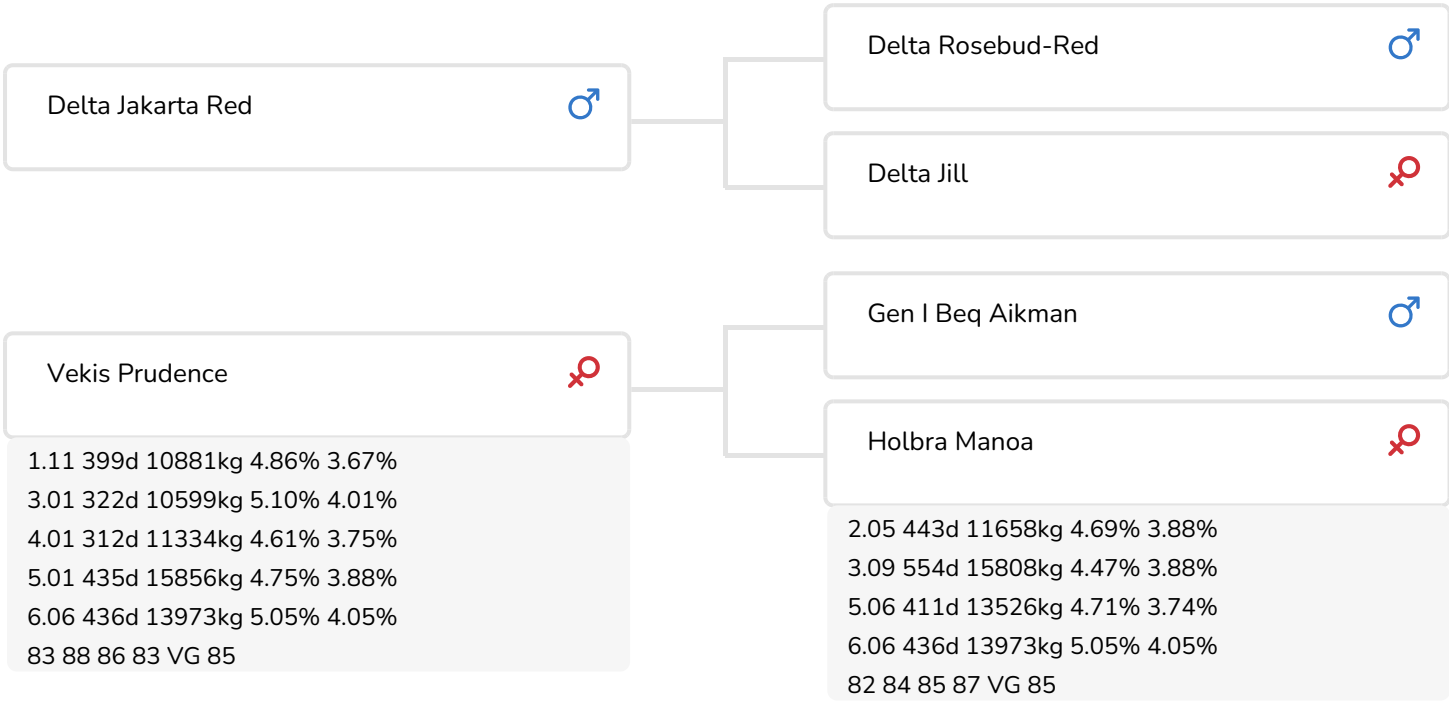 Delta Jakarta Red
Delta Rosebud-Red
Delta Jill
Vekis Prudence
1.11 399d 10881kg 4.86% 3.67%
3.01 322d 10599kg 5.10% 4.01%
4.01 312d 11334kg 4.61% 3.75%
5.01 435d 15856kg 4.75% 3.88%
6.06 436d 13973kg 5.05% 4.05%
83 88 86 83 VG 85
Gen I Beq Aikman
Holbra Manoa
2.05 443d 11658kg 4.69% 3.88%
3.09 554d 15808kg 4.47% 3.88%
5.06 411d 13526kg 4.71% 3.74%
6.06 436d 13973kg 5.05% 4.05%
82 84 85 87 VG 85